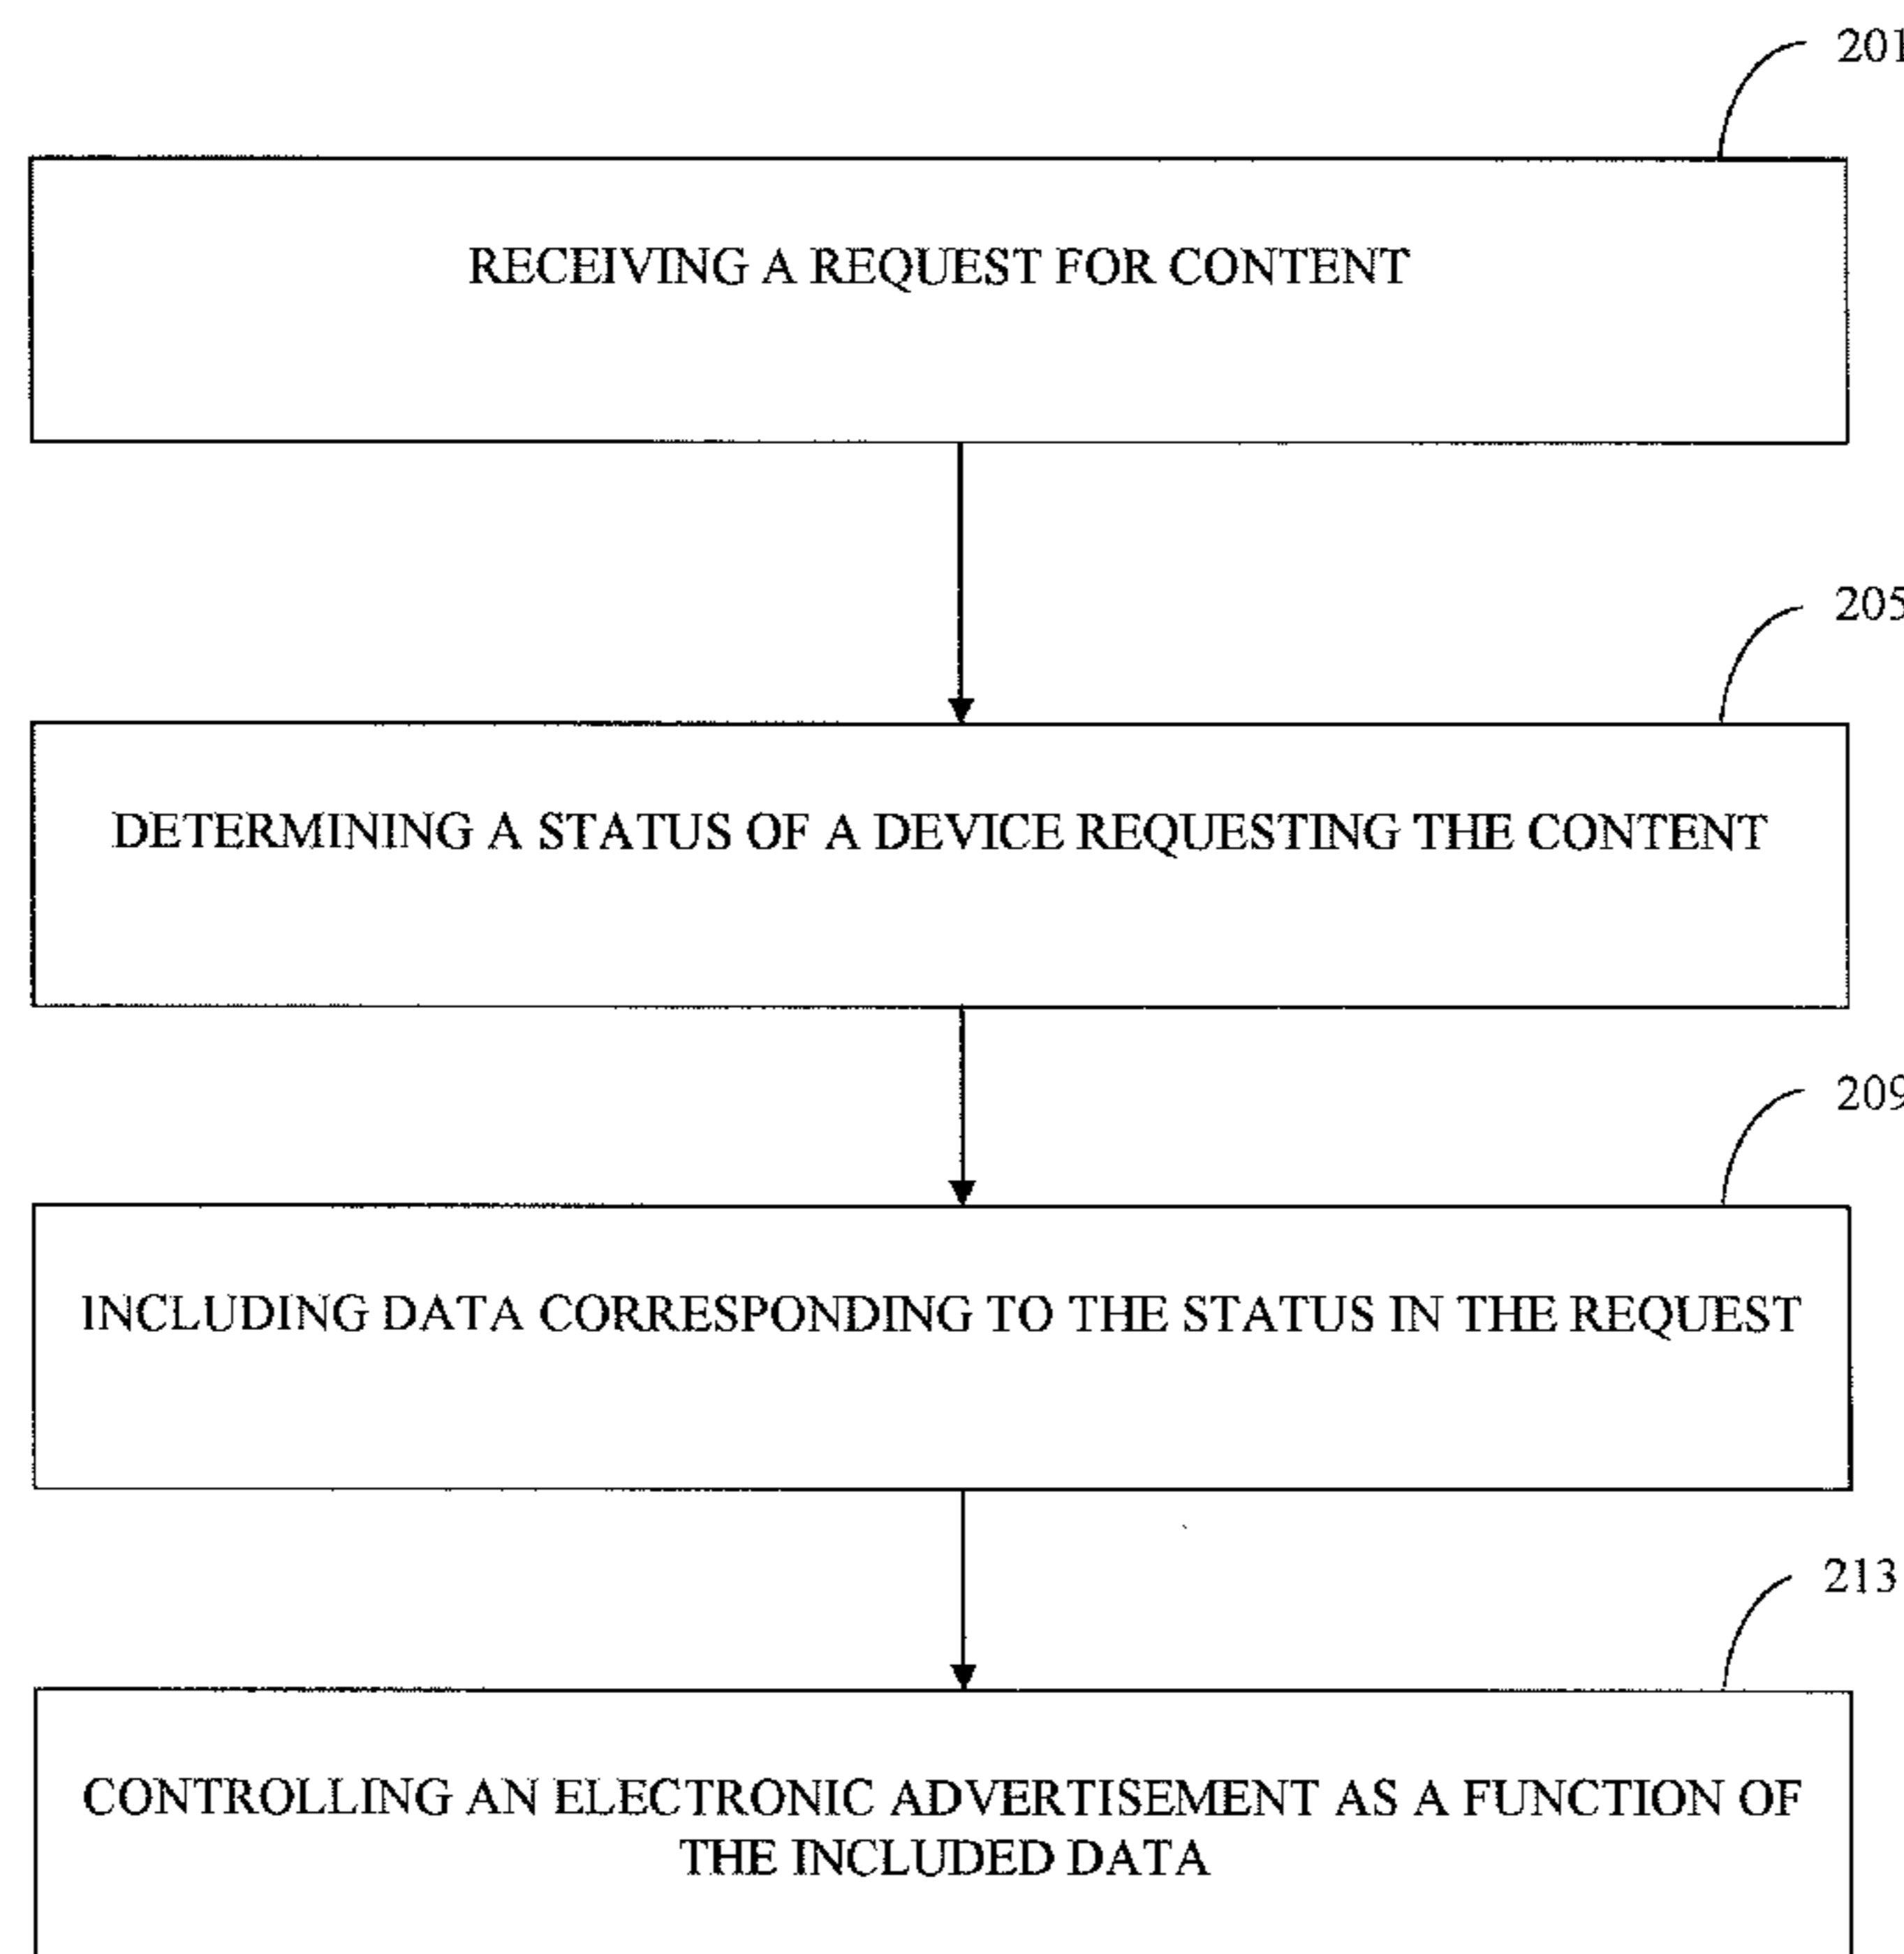 201
RECEIVING A REQUEST FOR CONTENT
205
DETERMINING A STATUS OF A DEVICE REQUESTING THE CONTENT
209
INCLUDING DATA CORRESPONDING TO THE STATUS IN THE REQUEST
213
CONTROLLING AN ELECTRONIC ADVERTISEMENT AS A FUNCTION OF
THE INCLUDED DATA